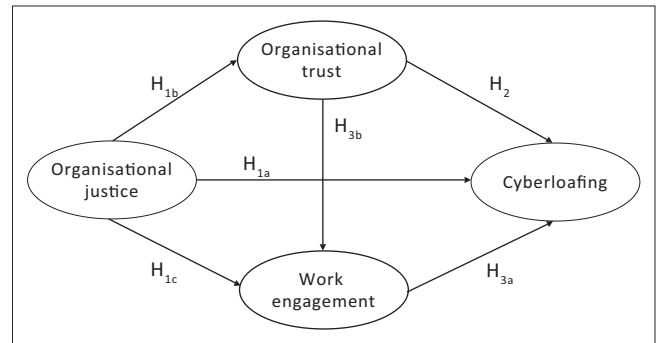 Organisational
trust
H1b
H2
H3b
Organisational
justice
H1a
Cyberloafing
H1c
Work
engagement
H3a